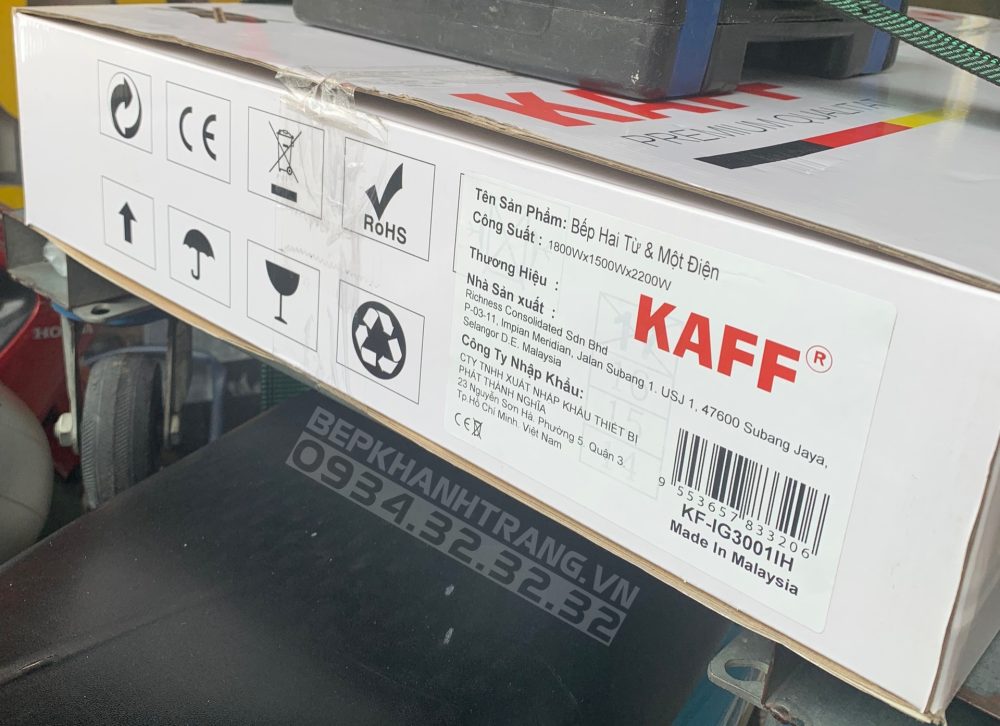 KAFF
PREMIUM QUALITÄT
CE
RoHS
Tên Sản Phẩm: Bếp Hai Từ & Một Điện
Công Suất : 1800Wx1500Wx2200W
Thương Hiệu :
KAFF®
Nhà Sản xuất :
Richness Consolidated Sdn Bhd
P-03-11, Impian Meridian, Jalan Subang 1. USJ 1, 47600 Subang Jaya,
Selangor D.E. Malaysia
Công Ty Nhập Khẩu:
CTY TNHH XUẤT NHẬP KHẨU THIẾT BỊ
PHÁT THÀNH NGHĨA
23 Nguyễn Sơn Hà. Phường 5. Quận 3.
Tp.Hồ Chí Minh. Việt Nam
CE
9 553657 833206
KF-IG3001IH
Made In Malaysia
BEPKHANHTRANG.VN
0934.32.32.32